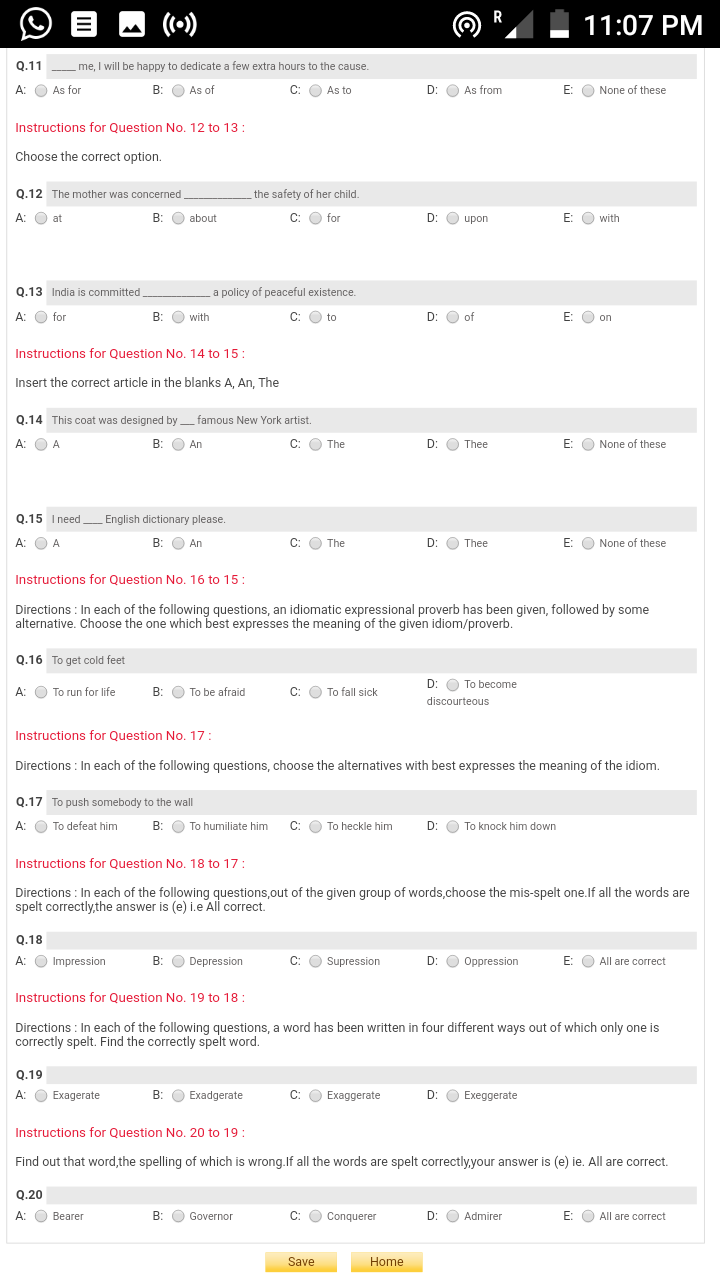 R 11:07 PM
Q.11 _____ me, I will be happy to dedicate a few extra hours to the cause.
A: As for B: As of C: As to D: As from E: None of these
Instructions for Question No. 12 to 13 :
Choose the correct option.
Q.12 The mother was concerned ______________ the safety of her child.
A: at B: about C: for D: upon E: with
Q.13 India is committed ______________ a policy of peaceful existence.
A: for B: with C: to D: of E: on
Instructions for Question No. 14 to 15 :
Insert the correct article in the blanks A, An, The
Q.14 This coat was designed by ___ famous New York artist.
A: A B: An C: The D: Thee E: None of these
Q.15 I need ____ English dictionary please.
A: A B: An C: The D: Thee E: None of these
Instructions for Question No. 16 to 15 :
Directions : In each of the following questions, an idiomatic expressional proverb has been given, followed by some
alternative. Choose the one which best expresses the meaning of the given idiom/proverb.
Q.16 To get cold feet
A: To run for life B: To be afraid C: To fall sick D: To become
discourteous
Instructions for Question No. 17 :
Directions : In each of the following questions, choose the alternatives with best expresses the meaning of the idiom.
Q.17 To push somebody to the wall
A: To defeat him B: To humiliate him C: To heckle him D: To knock him down
Instructions for Question No. 18 to 17 :
Directions : In each of the following questions,out of the given group of words,choose the mis-spelt one.If all the words are
spelt correctly,the answer is (e) i.e All correct.
Q.18
A: Impression B: Depression C: Supression D: Oppression E: All are correct
Instructions for Question No. 19 to 18 :
Directions : In each of the following questions, a word has been written in four different ways out of which only one is
correctly spelt. Find the correctly spelt word.
Q.19
A: Exagerate B: Exadgerate C: Exaggerate D: Exeggerate
Instructions for Question No. 20 to 19 :
Find out that word,the spelling of which is wrong.If all the words are spelt correctly,your answer is (e) ie. All are correct.
Q.20
A: Bearer B: Governor C: Conquerer D: Admirer E: All are correct
Save Home